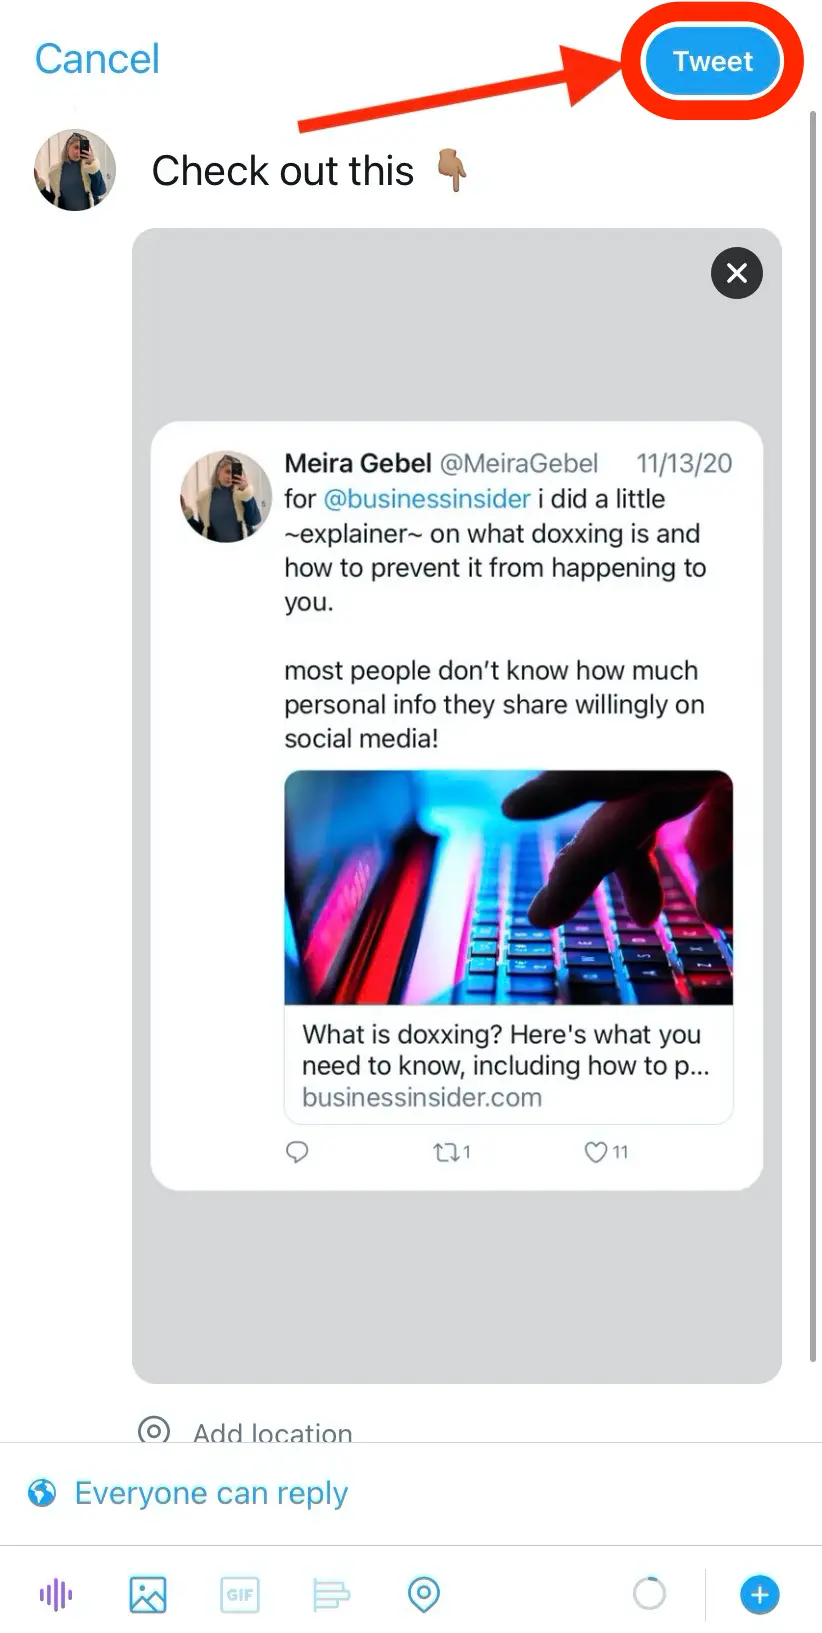 Cancel
Tweet
Check out this 👇🏽
Meira Gebel @MeiraGebel 11/13/20
for @businessinsider i did a little
~explainer~ on what doxxing is and
how to prevent it from happening to
you.
most people don't know how much
personal info they share willingly on
social media!
What is doxxing? Here's what you
need to know, including how to p...
businessinsider.com
1
11
Add location
Everyone can reply
GIF